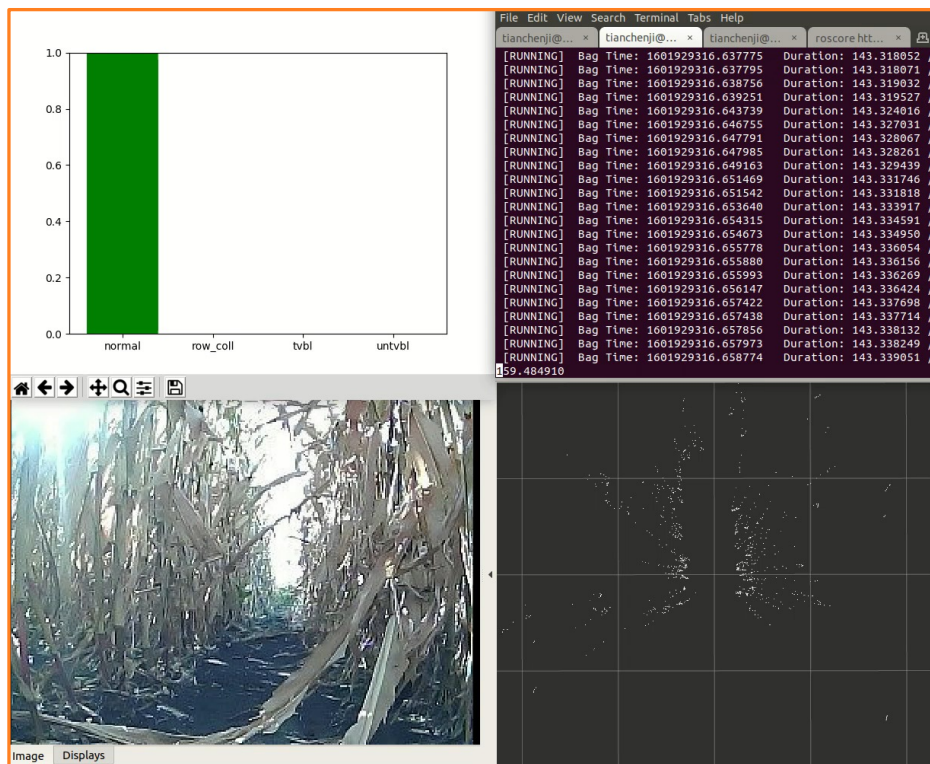 1.0
0.8
0.6
0.4
0.2
0.0
normal row_coll tvbl untvbl
File Edit View Search Terminal Tabs Help
tianchenji@... × tianchenji@... × tianchenji@... × roscore htt... ×
[RUNNING] Bag Time: 1601929316.637775 Duration: 143.318052 /
[RUNNING] Bag Time: 1601929316.637795 Duration: 143.318071 /
[RUNNING] Bag Time: 1601929316.638756 Duration: 143.319032 /
[RUNNING] Bag Time: 1601929316.639251 Duration: 143.319527 /
[RUNNING] Bag Time: 1601929316.643739 Duration: 143.324016 /
[RUNNING] Bag Time: 1601929316.646755 Duration: 143.327031 /
[RUNNING] Bag Time: 1601929316.647791 Duration: 143.328067 /
[RUNNING] Bag Time: 1601929316.647985 Duration: 143.328261 /
[RUNNING] Bag Time: 1601929316.649163 Duration: 143.329439 /
[RUNNING] Bag Time: 1601929316.651469 Duration: 143.331746 /
[RUNNING] Bag Time: 1601929316.651542 Duration: 143.331818 /
[RUNNING] Bag Time: 1601929316.653640 Duration: 143.333917 /
[RUNNING] Bag Time: 1601929316.654315 Duration: 143.334591 /
[RUNNING] Bag Time: 1601929316.654673 Duration: 143.334950 /
[RUNNING] Bag Time: 1601929316.655778 Duration: 143.336054 /
[RUNNING] Bag Time: 1601929316.655880 Duration: 143.336156 /
[RUNNING] Bag Time: 1601929316.655993 Duration: 143.336269 /
[RUNNING] Bag Time: 1601929316.656147 Duration: 143.336424 /
[RUNNING] Bag Time: 1601929316.657422 Duration: 143.337698 /
[RUNNING] Bag Time: 1601929316.657438 Duration: 143.337714 /
[RUNNING] Bag Time: 1601929316.657856 Duration: 143.338132 /
[RUNNING] Bag Time: 1601929316.657973 Duration: 143.338249 /
[RUNNING] Bag Time: 1601929316.658774 Duration: 143.339051 /
159.484910
Image Displays